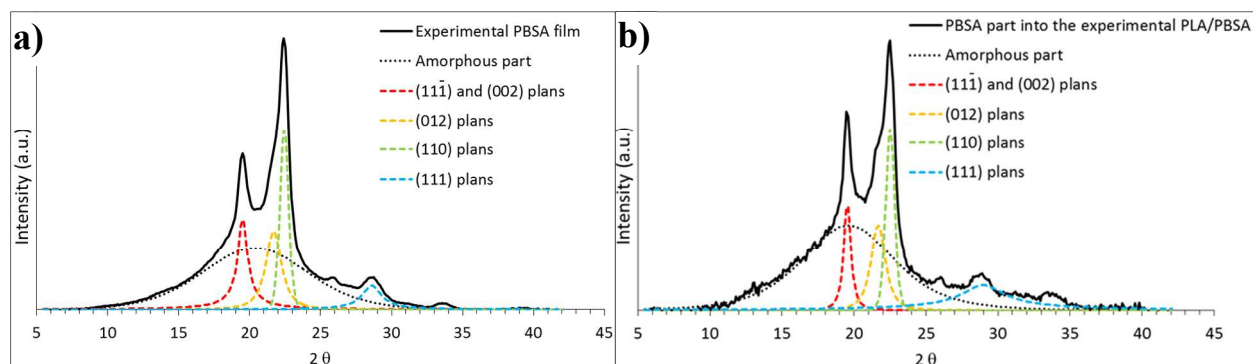 a)
Experimental PBSA film
Amorphous part
(111̅) and (002) plans
(012) plans
(110) plans
(111) plans
Intensity (a.u.)
5 10 15 20 25 30 35 40 45
2 θ
b)
PBSA part into the experimental PLA/PBSA
Amorphous part
(111̅) and (002) plans
(012) plans
(110) plans
(111) plans
Intensity (a.u.)
5 10 15 20 25 30 35 40 45
2 θ